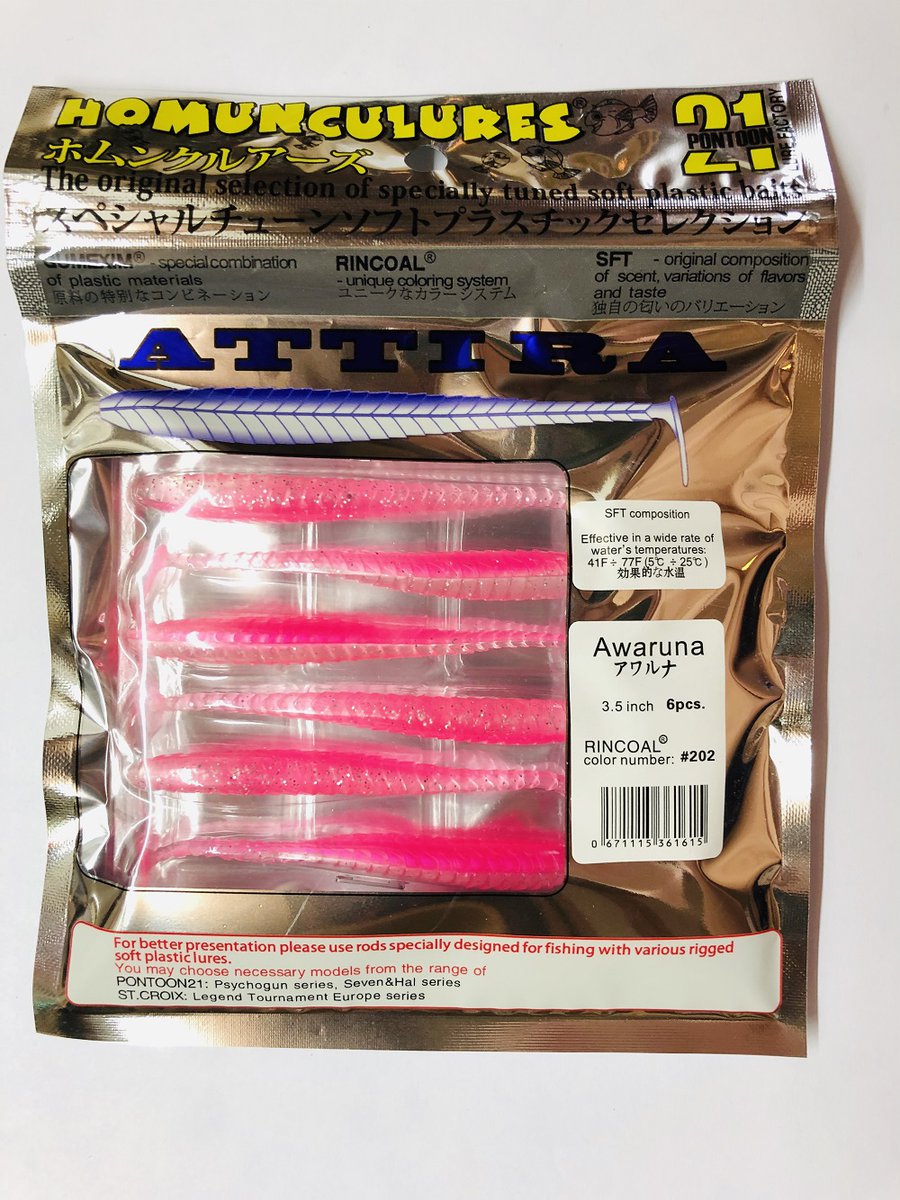 HOMUNCULURES®
ホムンクルアーズ
21
PONTOON
LURE FACTORY
The original selection of specially tuned soft plastic baits
スペシャルチューンソフトプラスチックセレクション
GUMEXIM® - special combination
of plastic materials
原料の特別なコンビネーション
RINCOAL®
- unique coloring system
ユニークなカラーシステム
SFT - original composition
of scent, variations of flavors
and taste
独自の匂いのバリエーション
ATTIRA
SFT composition
Effective in a wide rate of
water's temperatures:
41F ÷ 77F (5℃ ÷ 25℃)
効果的な水温
Awaruna
アワルナ
3.5 inch 6pcs.
RINCOAL®
color number: #202
0 671115 361615
For better presentation please use rods specially designed for fishing with various rigged
soft plastic lures.
You may choose necessary models from the range of
PONTOON21: Psychogun series, Seven&Hal series
ST.CROIX: Legend Tournament Europe series